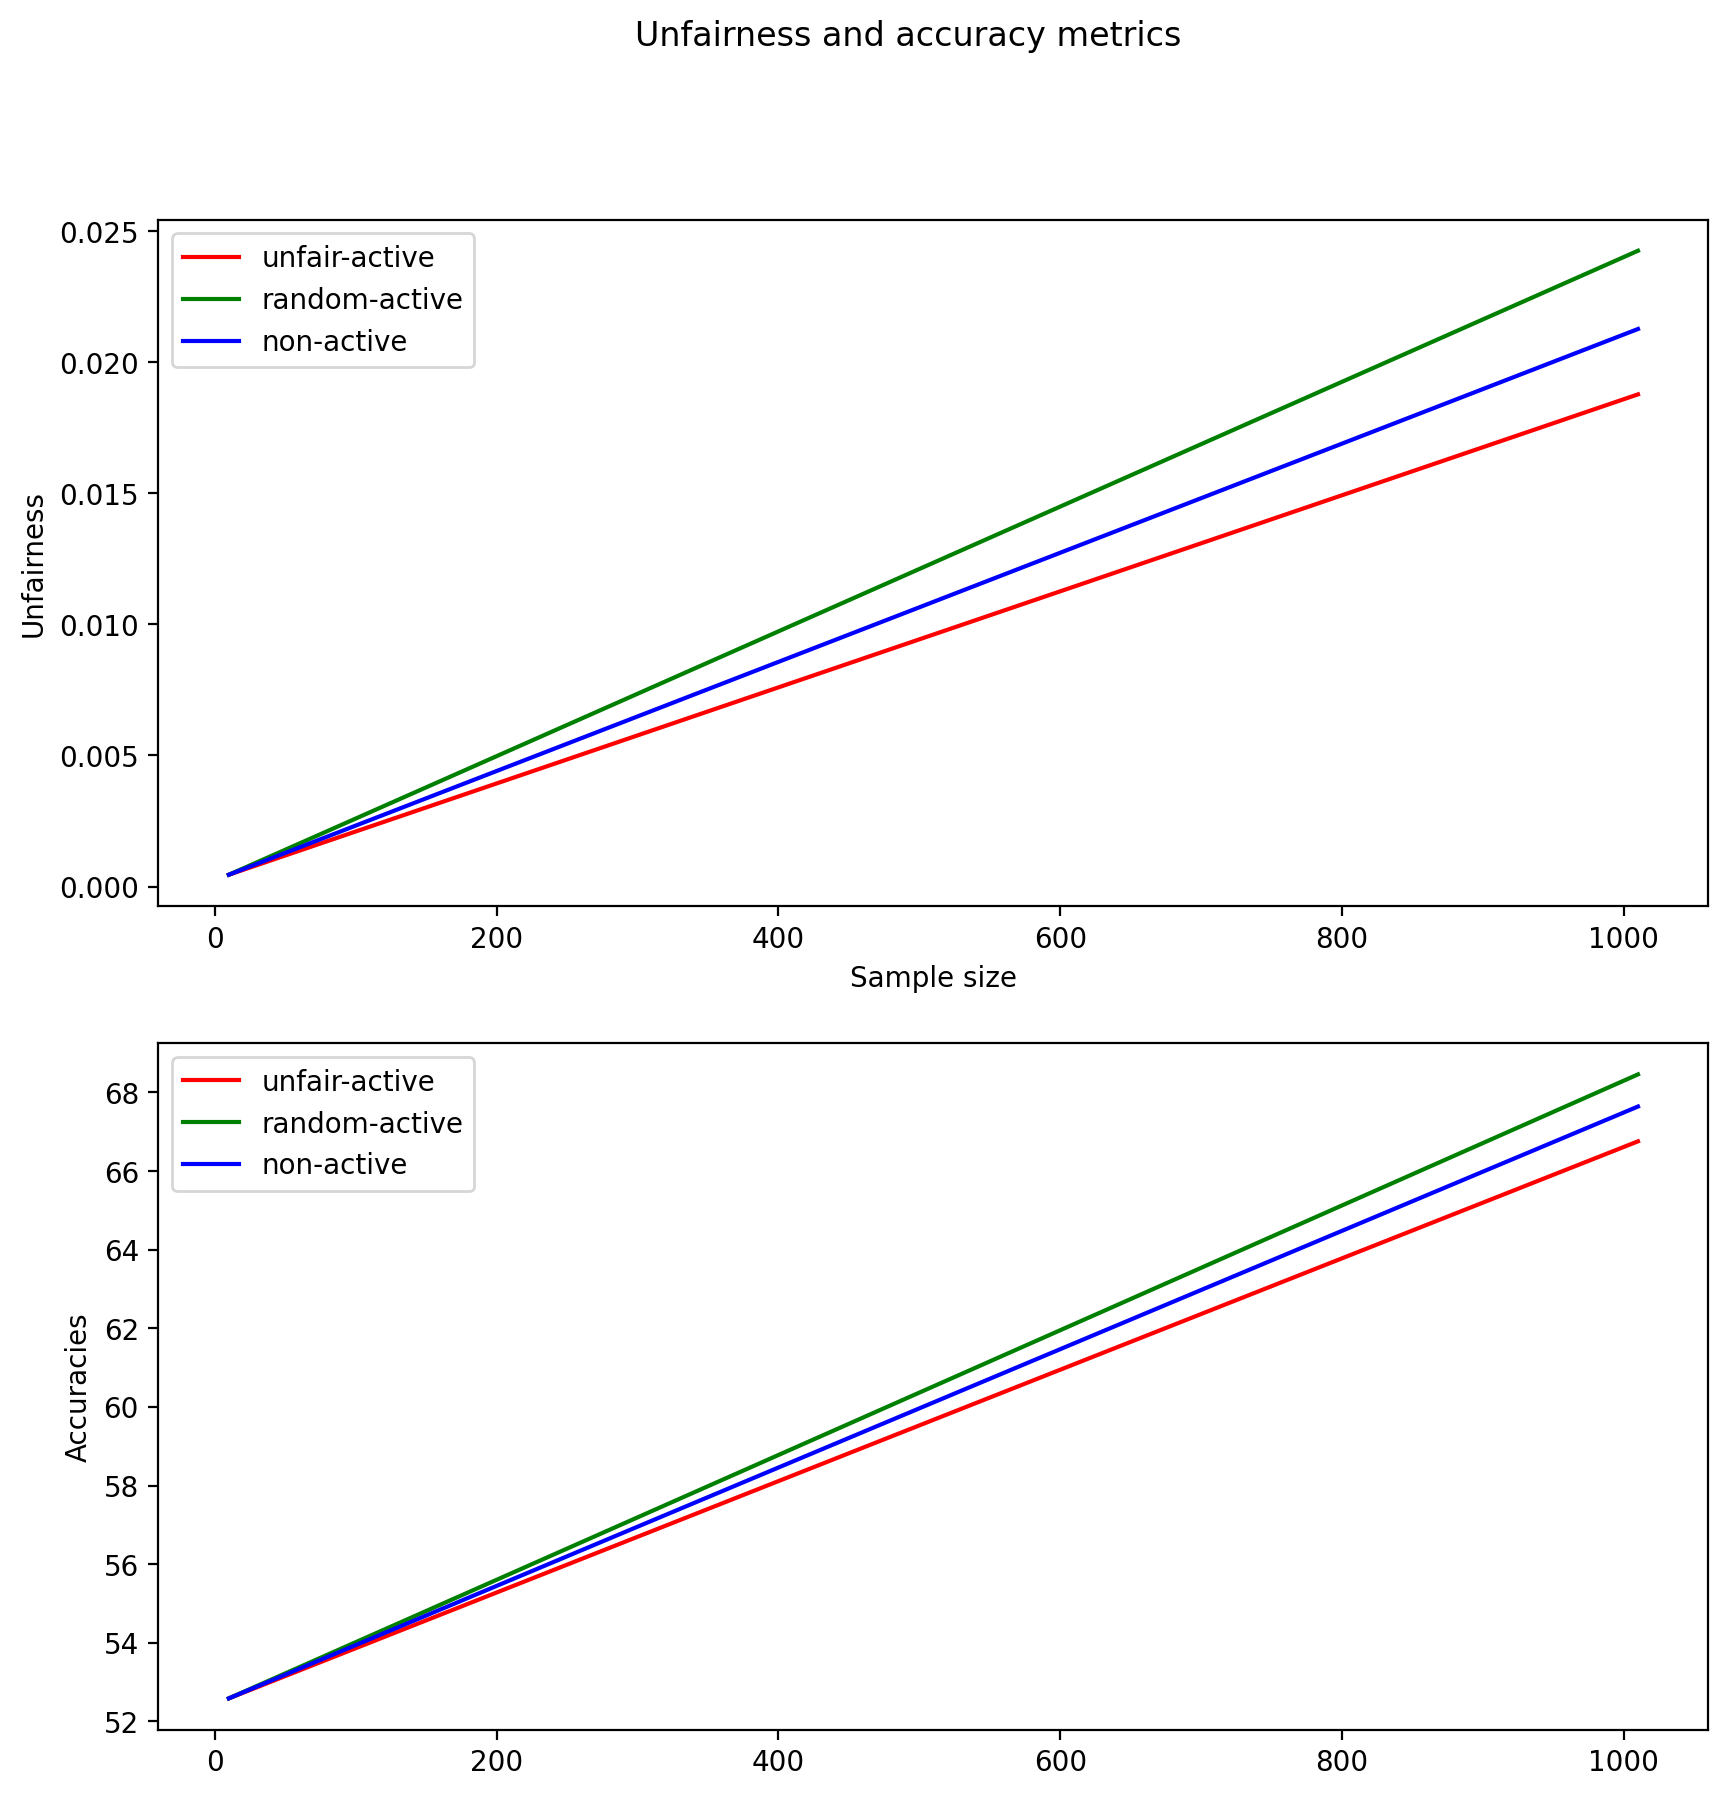 Unfairness and accuracy metrics
0.025
0.020
0.015
0.010
0.005
0.000
Unfairness
unfair-active
random-active
non-active
0 200 400 600 800 1000
Sample size
68
66
64
62
60
58
56
54
52
Accuracies
unfair-active
random-active
non-active
0 200 400 600 800 1000